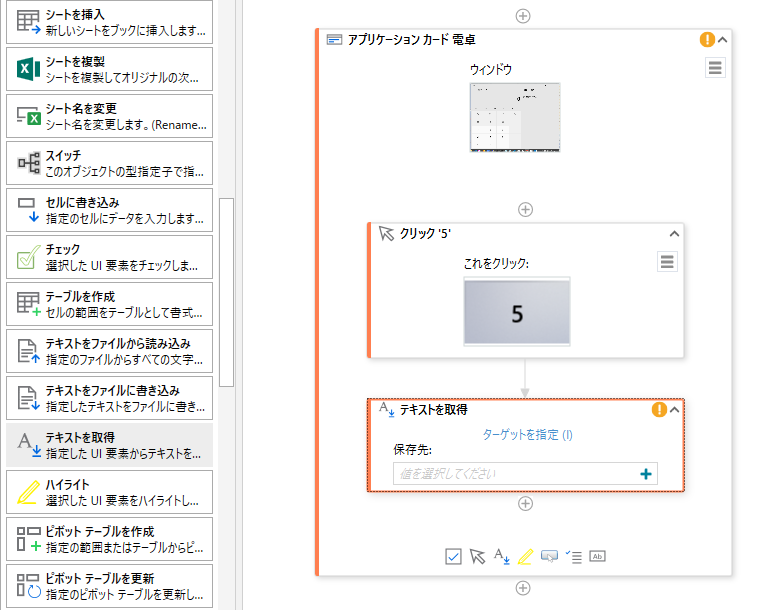 シートを挿入
新しいシートをブックに挿入します...
シートを複製
シートを複製してオリジナルの次...
シート名を変更
シート名を変更します。(Rename...
スイッチ
このオブジェクトの型指定子で指...
セルに書き込み
指定のセルにデータを入力します...
チェック
選択した UI 要素をチェックしま...
テーブルを作成
セルの範囲をテーブルとして書式...
テキストをファイルから読み込み
指定のファイルからすべての文字...
テキストをファイルに書き込み
指定したテキストをファイルに書き...
テキストを取得
指定した UI 要素からテキストを...
ハイライト
選択した UI 要素をハイライトし...
ピボット テーブルを作成
指定の範囲またはテーブルからピ...
ピボット テーブルを更新
指定のピボット テーブルを更新し...
アプリケーション カード 電卓
ウィンドウ
クリック '5'
これをクリック:
5
テキストを取得
ターゲットを指定 (I)
保存先:
値を選択してください